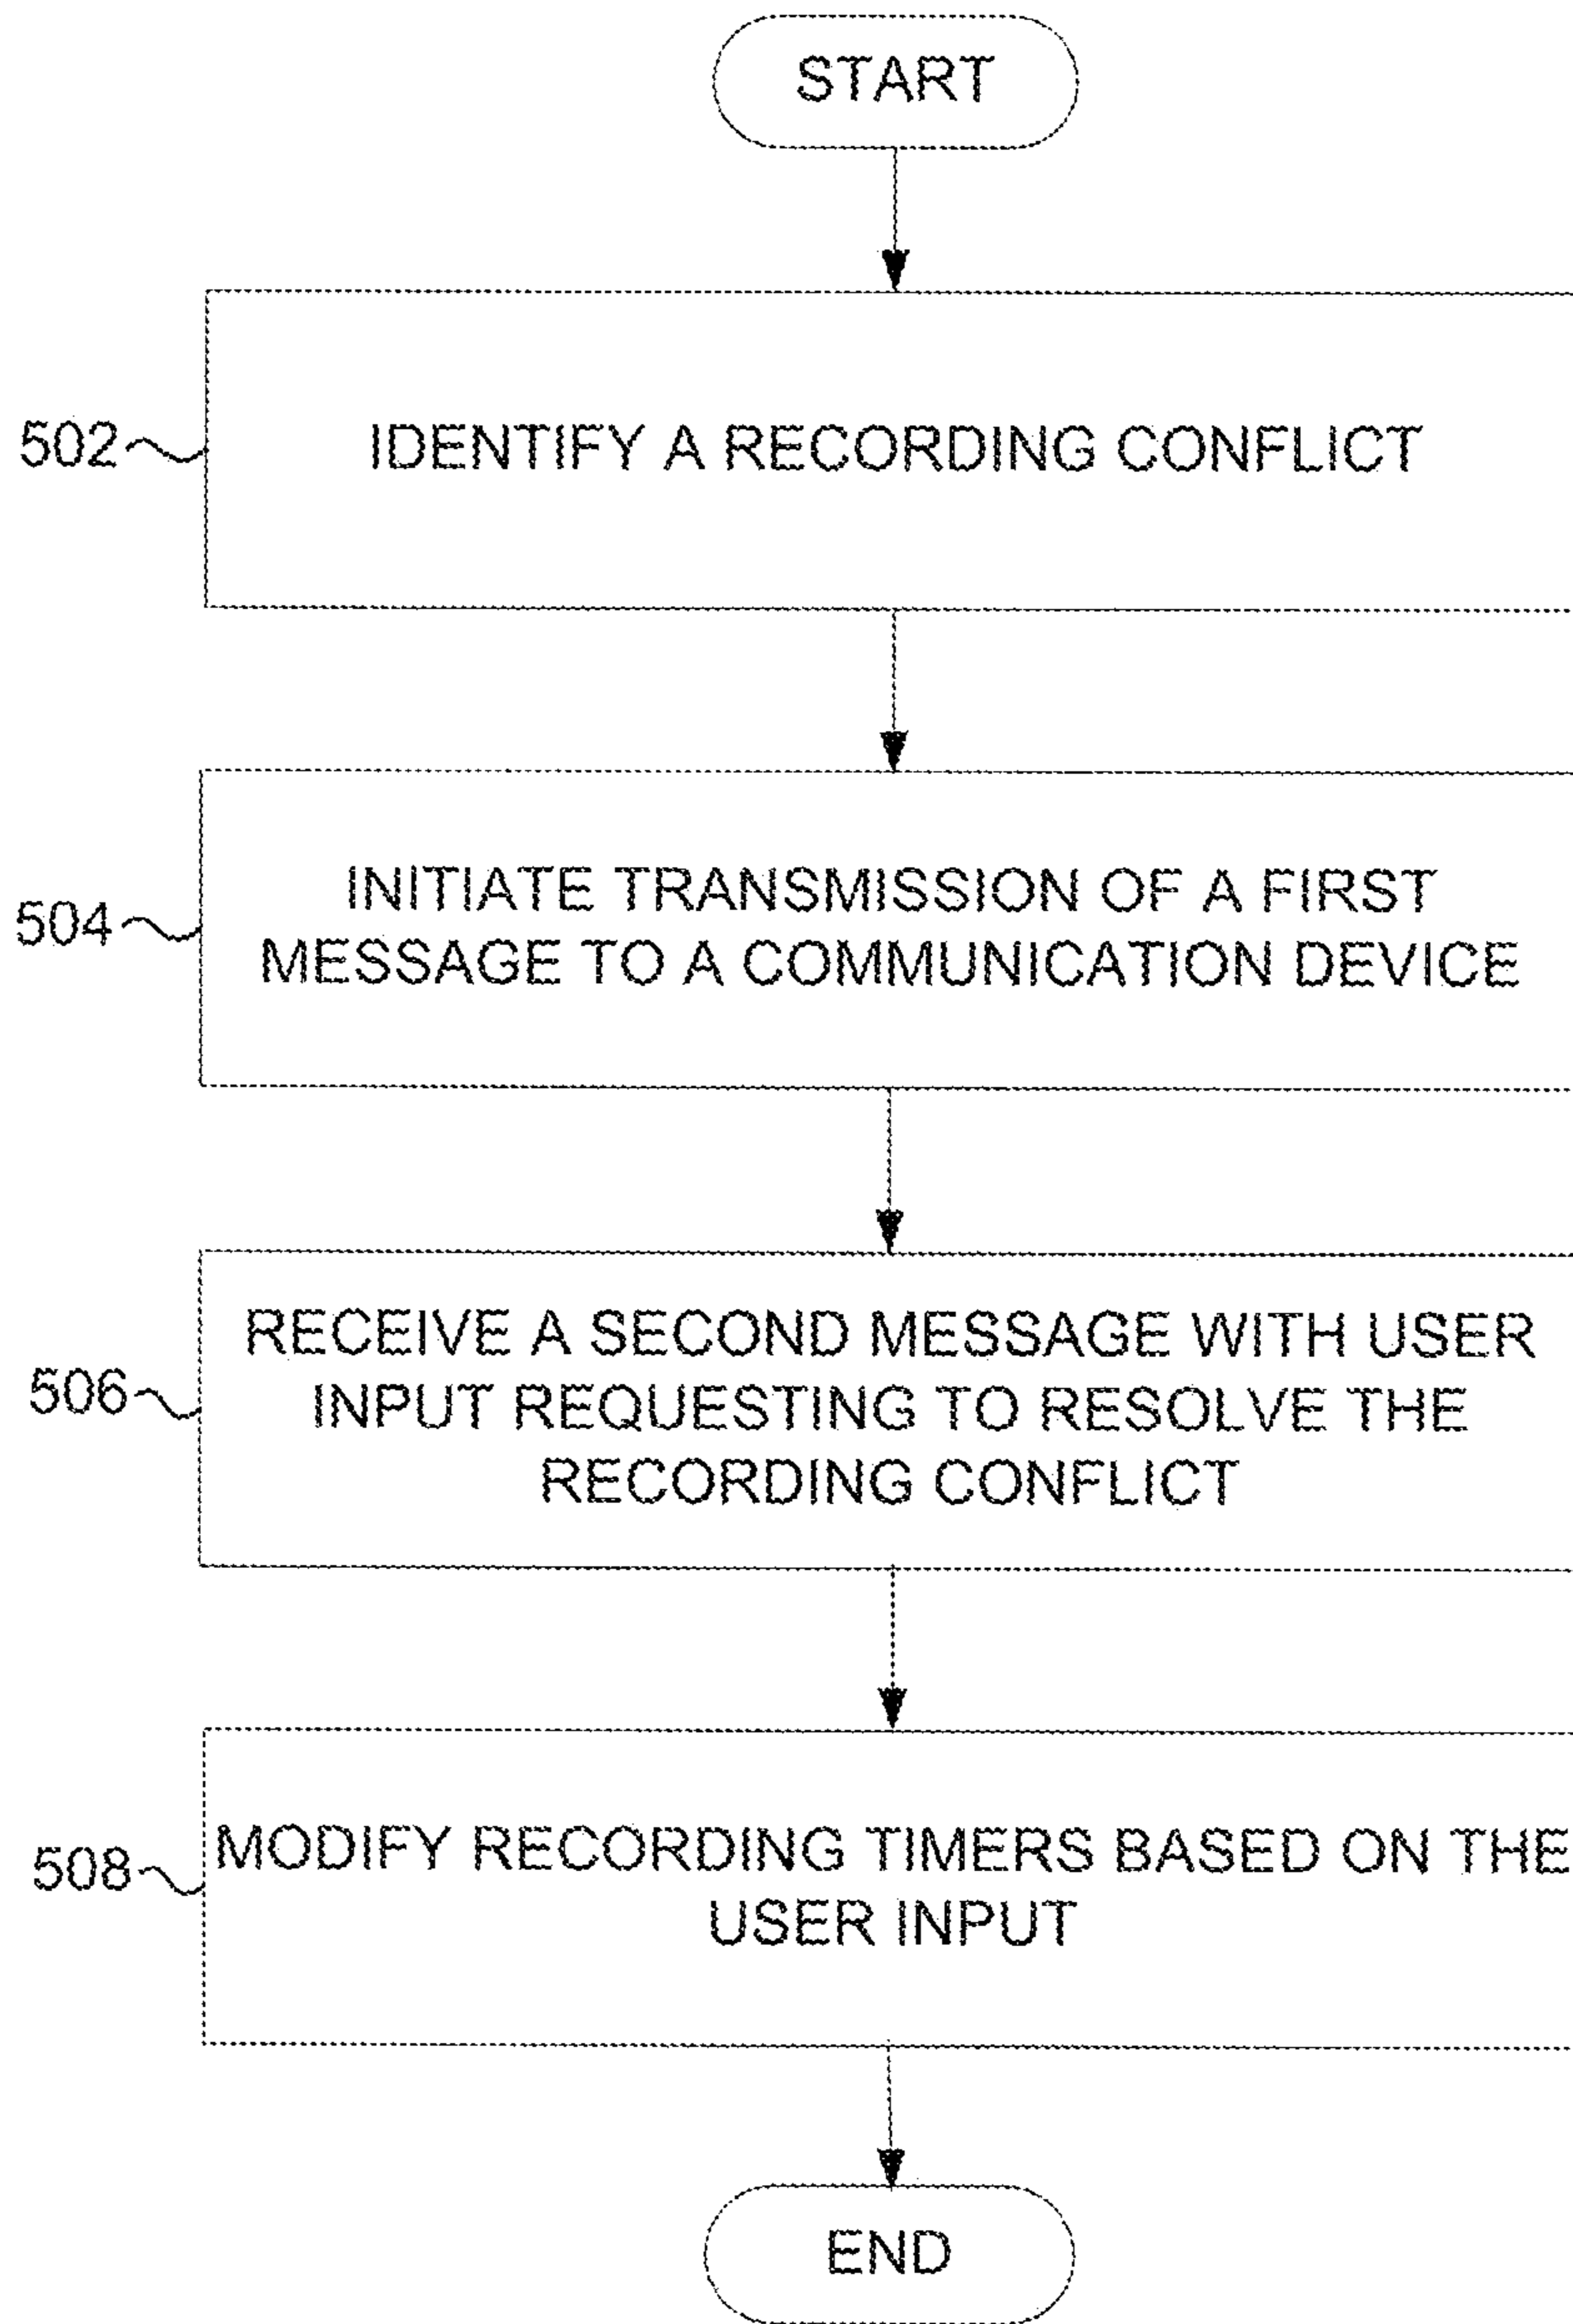 START
502
IDENTIFY A RECORDING CONFLICT
504
INITIATE TRANSMISSION OF A FIRST
MESSAGE TO A COMMUNICATION DEVICE
506
RECEIVE A SECOND MESSAGE WITH USER
INPUT REQUESTING TO RESOLVE THE
RECORDING CONFLICT
508
MODIFY RECORDING TIMERS BASED ON THE
USER INPUT
END